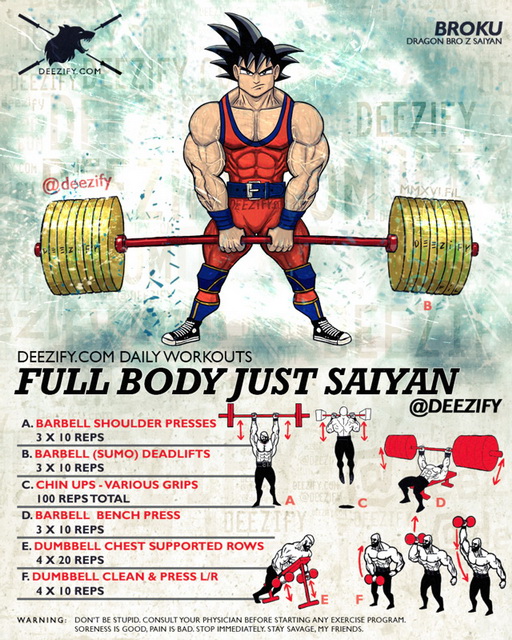 BROKU
DRAGON BRO Z SAIYAN
DEEZIFY.COM
DEEZIFY
@deezify
MMXVI.FiL
DEEZIFY
DEEZIFY
DEEZIFY
B
DEEZIFY.COM DAILY WORKOUTS
FULL BODY JUST SAIYAN
@DEEZIFY
A. BARBELL SHOULDER PRESSES
3 X 10 REPS
B. BARBELL (SUMO) DEADLIFTS
3 X 10 REPS
C. CHIN UPS - VARIOUS GRIPS
100 REPS TOTAL
D. BARBELL BENCH PRESS
3 X 10 REPS
E. DUMBBELL CHEST SUPPORTED ROWS
4 X 20 REPS
F. DUMBBELL CLEAN & PRESS L/R
4 X 10 REPS
A
C
D
DEEZIFY
E
F
WARNING: DON'T BE STUPID. CONSULT YOUR PHYSICIAN BEFORE STARTING ANY EXERCISE PROGRAM.
SORENESS IS GOOD, PAIN IS BAD. STOP IMMEDIATELY. STAY SAVAGE, MY FRIENDS.